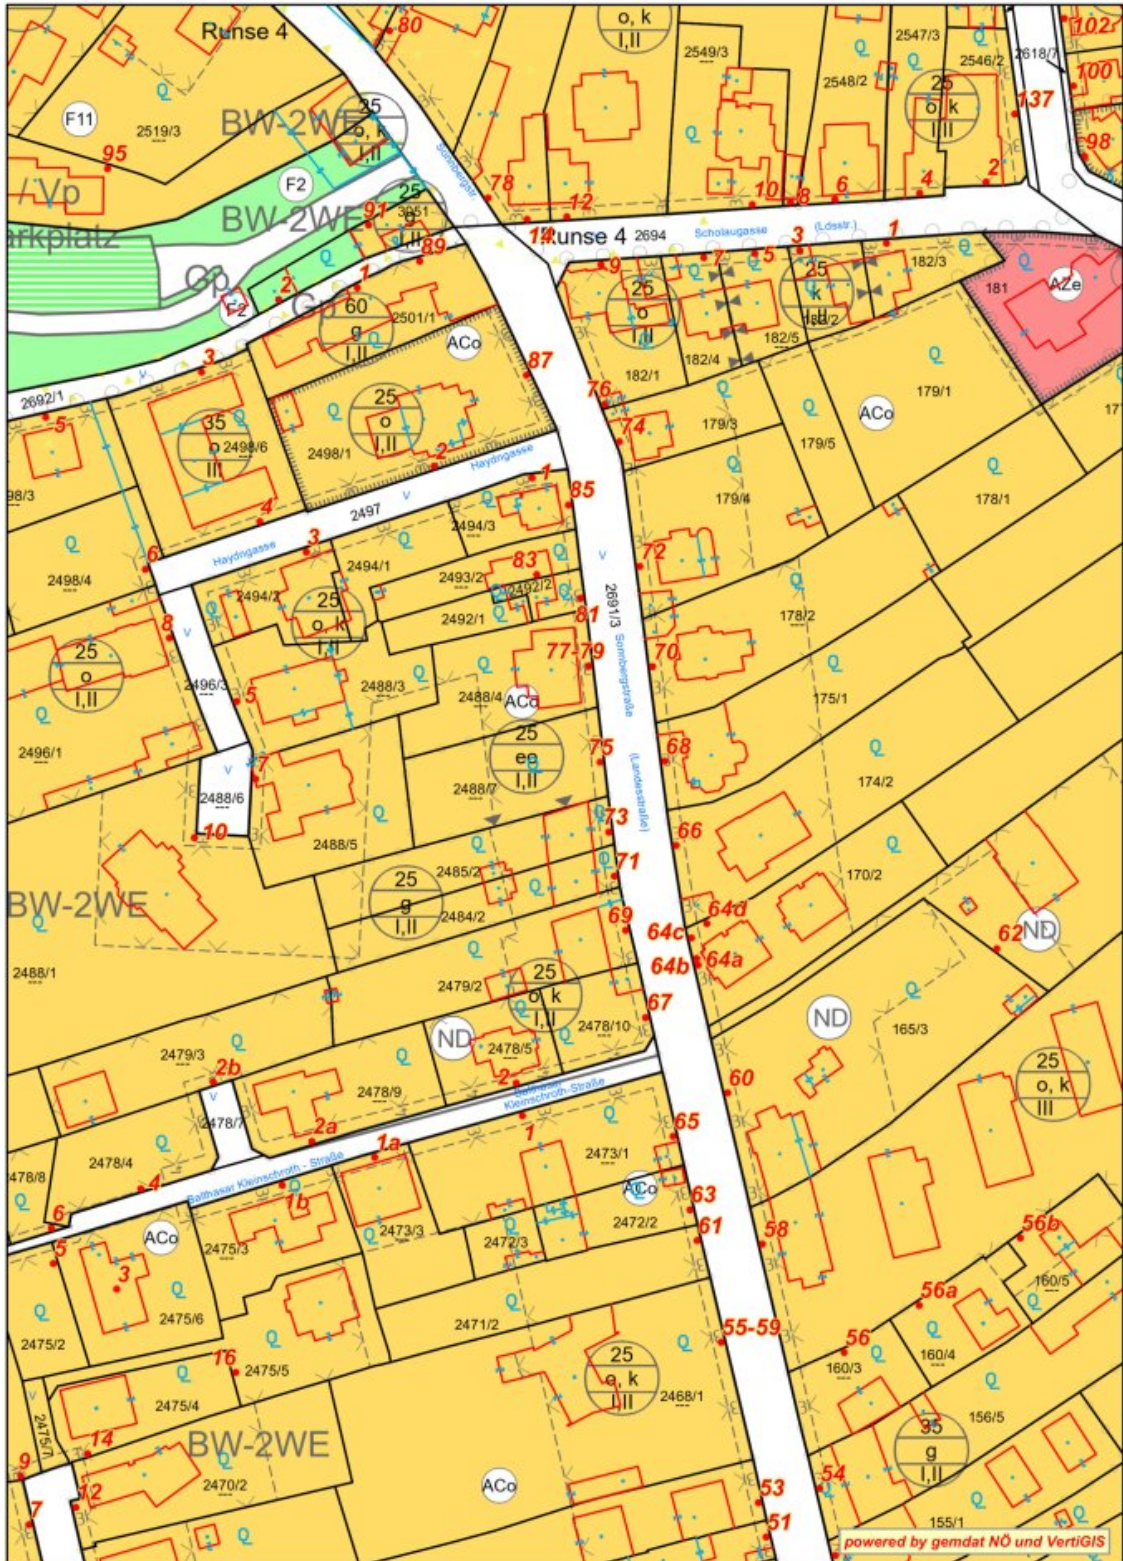 80
Runse 4
o, k
I,II
2549/3
2547/3
2546/2
2618/7
102
100
2548/2
137
98
F11
2519/3
BW-2WE
25
o, k
I,II
25
o, k
I,II
95
F2
/ Vp
Sonnbergstr.
78
12
10
8
6
4
2
BW-2WE
25
g
I,II
3051
91
14
Runse 4
2694
Scholaugasse
(Ldsstr.)
arkplatz
89
9
7
5
3
1
182/3
Gp
2
1
F2
Gp
60
g
I,II
2501/1
ACo
25
o
I,II
25
k
I,II
182/2
182/5
182/4
182/1
181
AZe
3
87
76
179/1
ACo
2692/1
5
35
o
III
2498/6
25
o
I,II
2498/1
2
Haydngasse
74
179/3
179/5
98/3
1
85
179/4
178/1
4
2497
2494/3
6
Haydngasse
3
2494/1
2493/2
83
2492/2
72
2498/4
2494/2
25
o, k
I,II
2492/1
81
2691/3
178/2
8
25
o
I,II
77-79
Sonnbergstraße
70
2496/3
2488/3
2488/4
ACo
5
175/1
2496/1
25
I,II
75
(Landesstraße)
68
7
2488/6
2488/7
174/2
10
2488/5
73
66
71
2485/2
170/2
BW-2WE
25
g
I,II
2484/2
69
64d
64c
64b
64a
62
ND
2488/1
2479/2
25
o, k
I,II
67
2478/10
ND
ND
165/3
2479/3
2478/5
2b
2
Balthasar
Kleinschroth-Straße
60
25
o, k
III
2478/9
2478/7
2a
1
65
1a
2473/1
478/8
2478/4
4
Balthasar Kleinschroth - Straße
1b
ACo
63
6
2473/3
2472/2
61
58
56b
5
ACo
2475/3
2472/3
3
160/5
2475/6
56a
2475/2
2471/2
55-59
56
16
2475/5
25
o, k
I,II
160/3
160/4
2475/4
2468/1
156/5
2475/7
14
BW-2WE
35
g
I,II
9
12
2470/2
ACo
54
53
7
51
155/1
powered by gemdat NÖ und VertiGIS